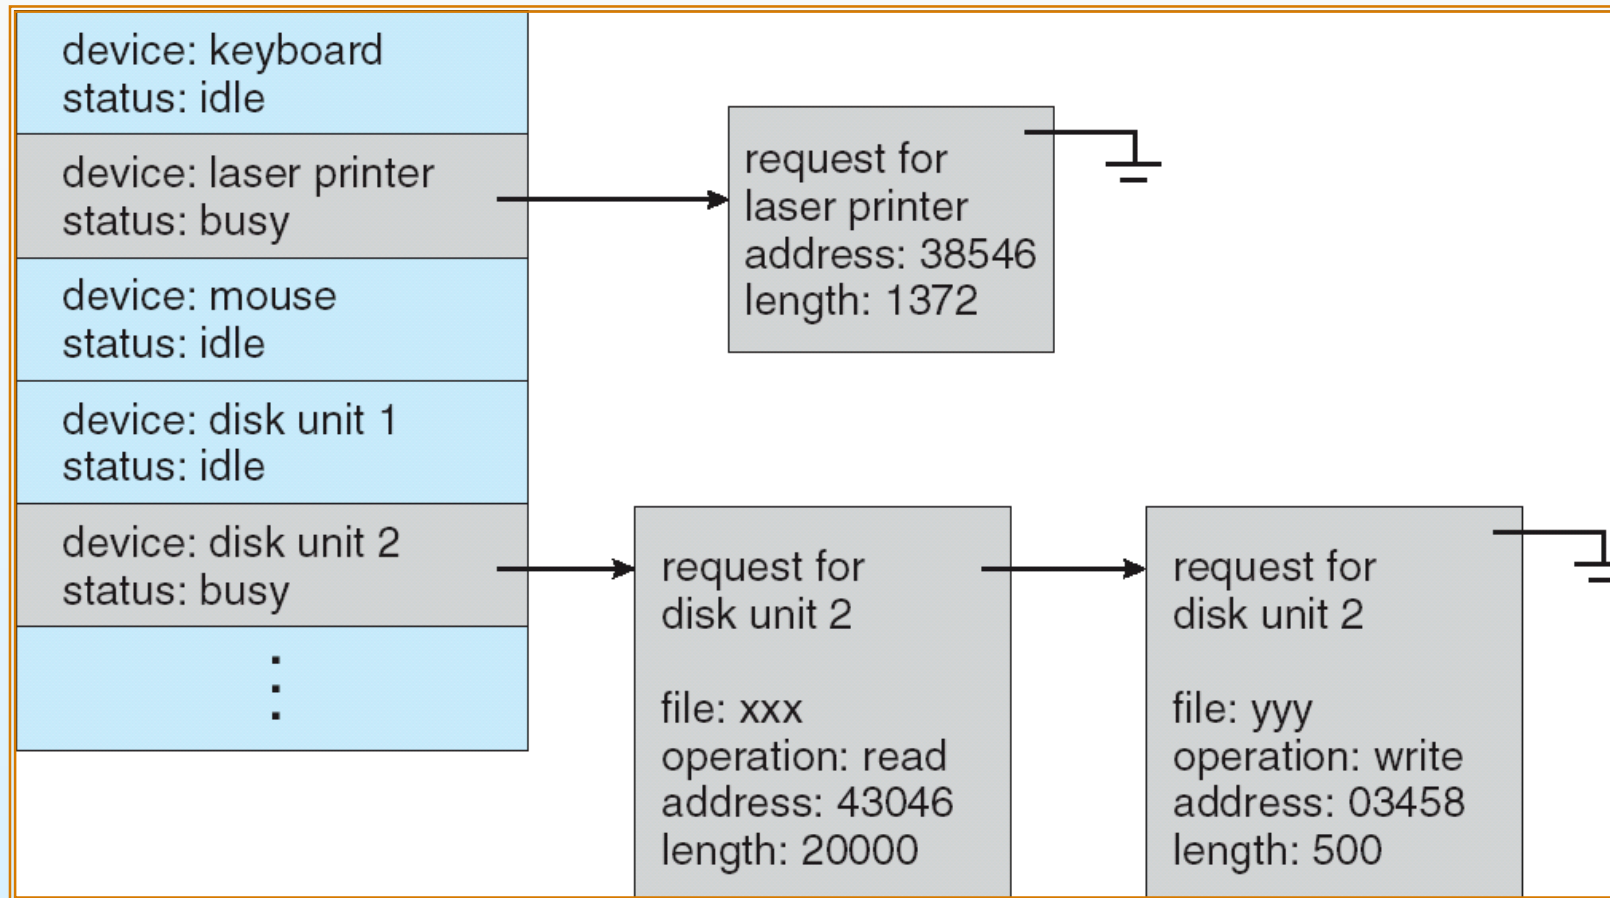 device: keyboard
status: idle
device: laser printer
status: busy
device: mouse
status: idle
device: disk unit 1
status: idle
device: disk unit 2
status: busy
request for
laser printer
address: 38546
length: 1372
request for
disk unit 2
file: xxx
operation: read
address: 43046
length: 20000
request for
disk unit 2
file: yyy
operation: write
address: 03458
length: 500